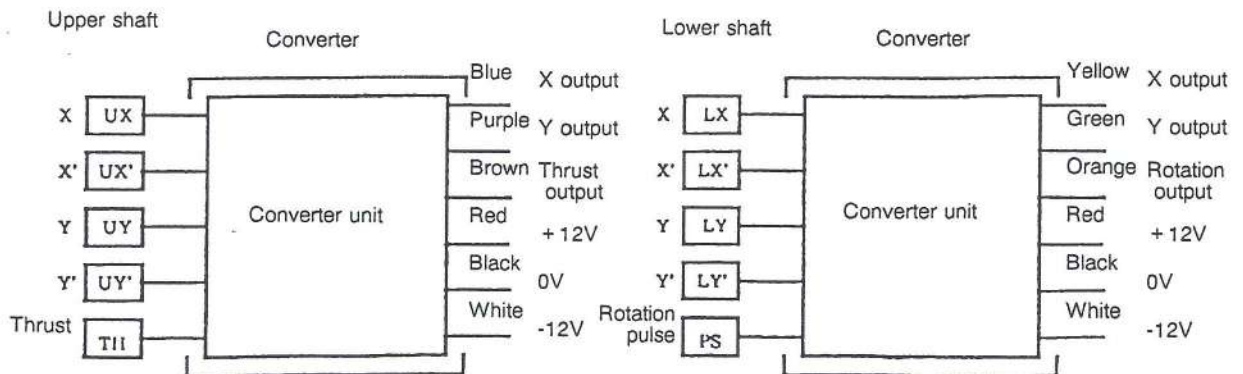 Upper shaft
Converter
X UX
X' UX'
Y UY
Y' UY'
Thrust TH
Converter unit
Blue X output
Purple Y output
Brown Thrust
output
Red +12V
Black 0V
White -12V
Lower shaft
Converter
X LX
X' LX'
Y LY
Y' LY'
Rotation
pulse PS
Converter unit
Yellow X output
Green Y output
Orange Rotation
output
Red +12V
Black 0V
White -12V